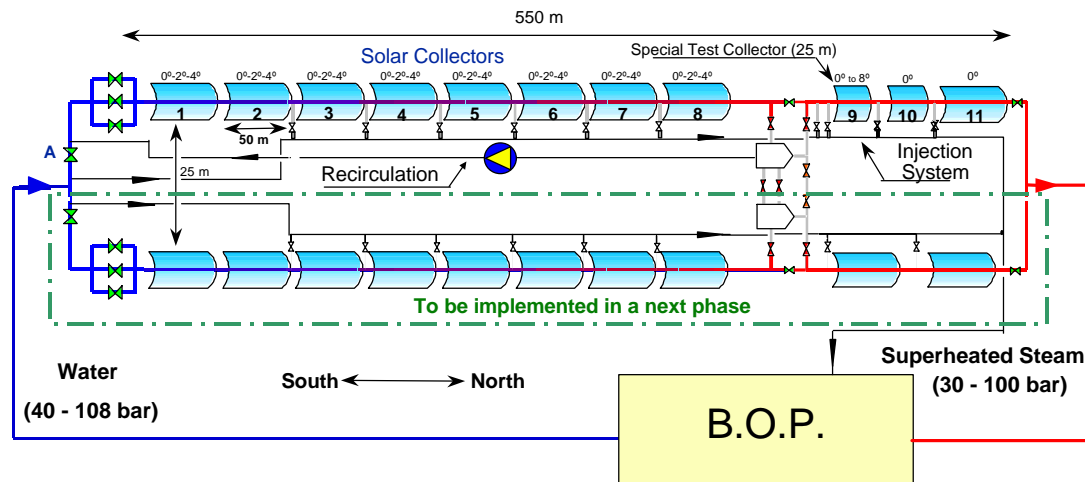 550 m
Solar Collectors
Special Test Collector (25 m)
0º-2º-4º 0º-2º-4º 0º-2º-4º 0º-2º-4º 0º-2º-4º 0º-2º-4º 0º-2º-4º 0º-2º-4º 0º to 8º 0º 0º
1 2 3 4 5 6 7 8 9 10 11
50 m
A
25 m
Recirculation
Injection
System
To be implemented in a next phase
Water
(40 - 108 bar)
South
North
Superheated Steam
(30 - 100 bar)
B.O.P.